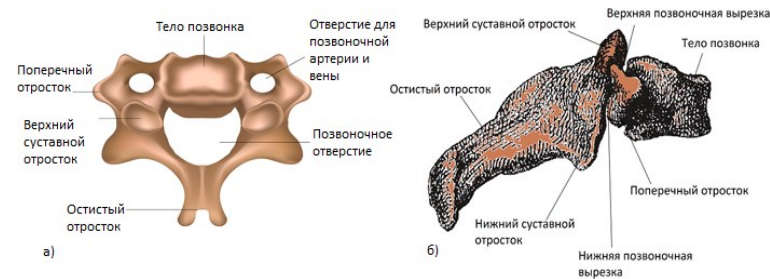 Тело позвонка
Отверстие для
позвоночной
артерии и
вены
Поперечный
отросток
Верхний
суставной
отросток
Позвоночное
отверстие
Остистый
отросток
а)
Верхний суставной отросток
Верхняя позвоночная вырезка
Тело позвонка
Остистый отросток
Поперечный отросток
Нижний суставной
отросток
Нижняя позвоночная
вырезка
б)